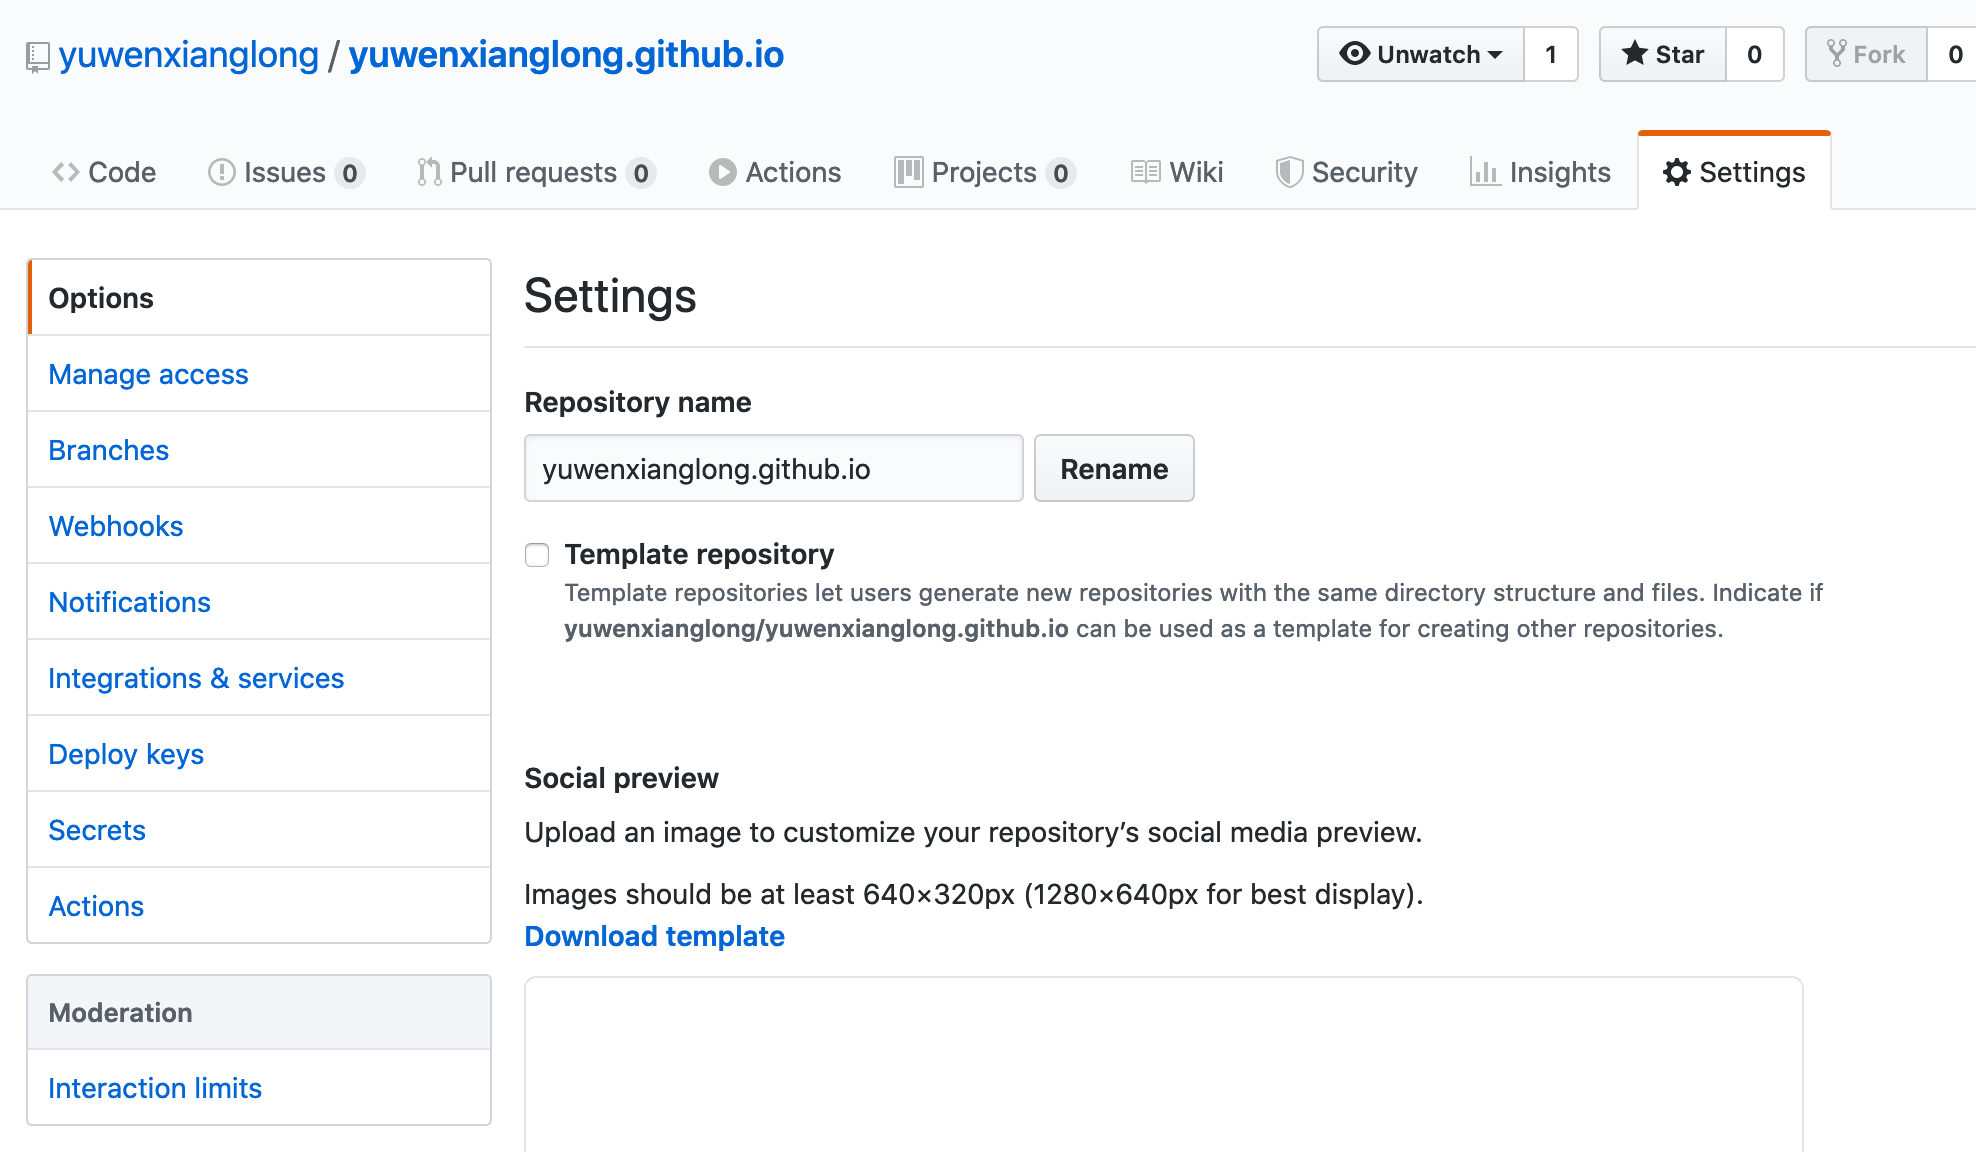 yuwenxianglong / yuwenxianglong.github.io
Unwatch 1 Star 0 Fork 0
Code Issues 0 Pull requests 0 Actions Projects 0 Wiki Security Insights Settings
Options
Manage access
Branches
Webhooks
Notifications
Integrations & services
Deploy keys
Secrets
Actions
Moderation
Interaction limits
Settings
Repository name
yuwenxianglong.github.io Rename
Template repository
Template repositories let users generate new repositories with the same directory structure and files. Indicate if
yuwenxianglong/yuwenxianglong.github.io can be used as a template for creating other repositories.
Social preview
Upload an image to customize your repository’s social media preview.
Images should be at least 640×320px (1280×640px for best display).
Download template